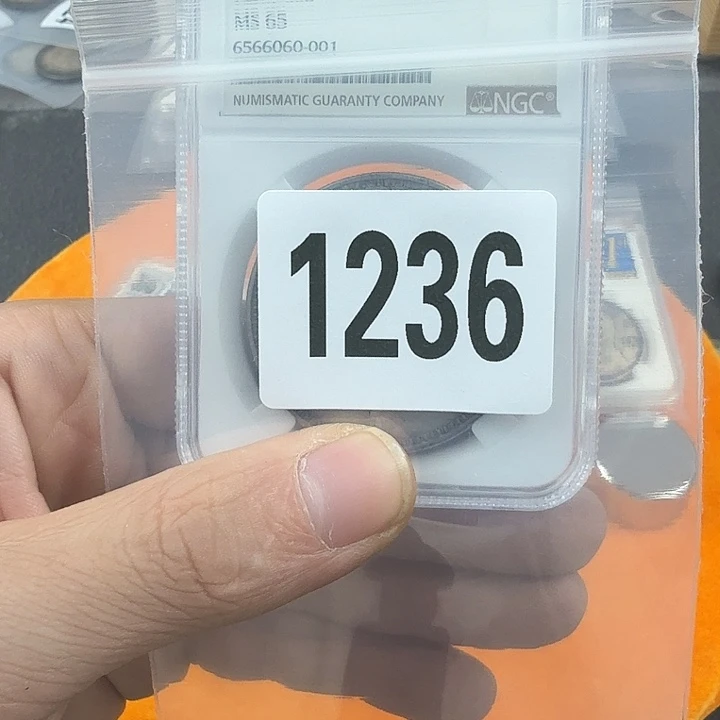 MS 65
6566060-001
NUMISMATIC GUARANTY COMPANY NGC®
1236